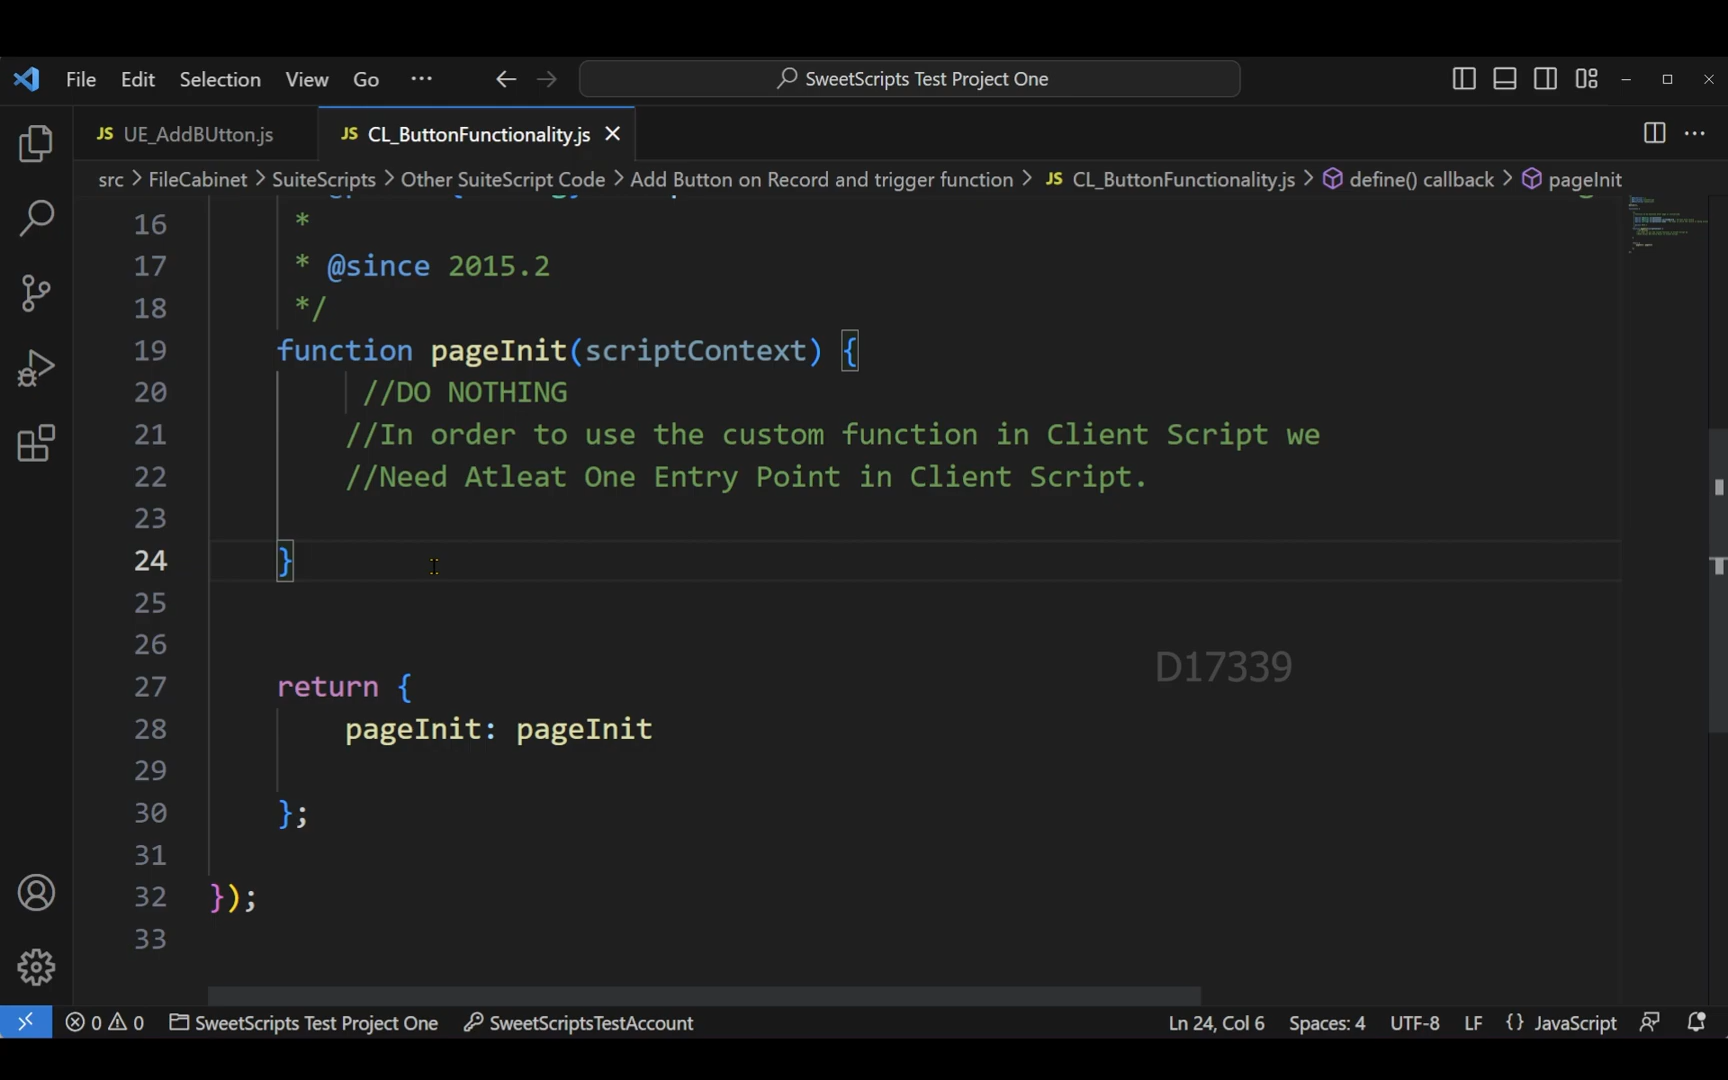 File Edit Selection View Go ··· SweetScripts Test Project One
JS UE_AddBUtton.js JS CL_ButtonFunctionality.js
src > FileCabinet > SuiteScripts > Other SuiteScript Code > Add Button on Record and trigger function > JS CL_ButtonFunctionality.js > define() callback > pageInit
16 *
17 * @since 2015.2
18 */
19 function pageInit(scriptContext) {
20 //DO NOTHING
21 //In order to use the custom function in Client Script we
22 //Need Atleat One Entry Point in Client Script.
23
24 }
25
26
D17339
27 return {
28 pageInit: pageInit
29
30 };
31
32 });
33
0 0 SweetScripts Test Project One SweetScriptsTestAccount Ln 24, Col 6 Spaces: 4 UTF-8 LF {} JavaScript